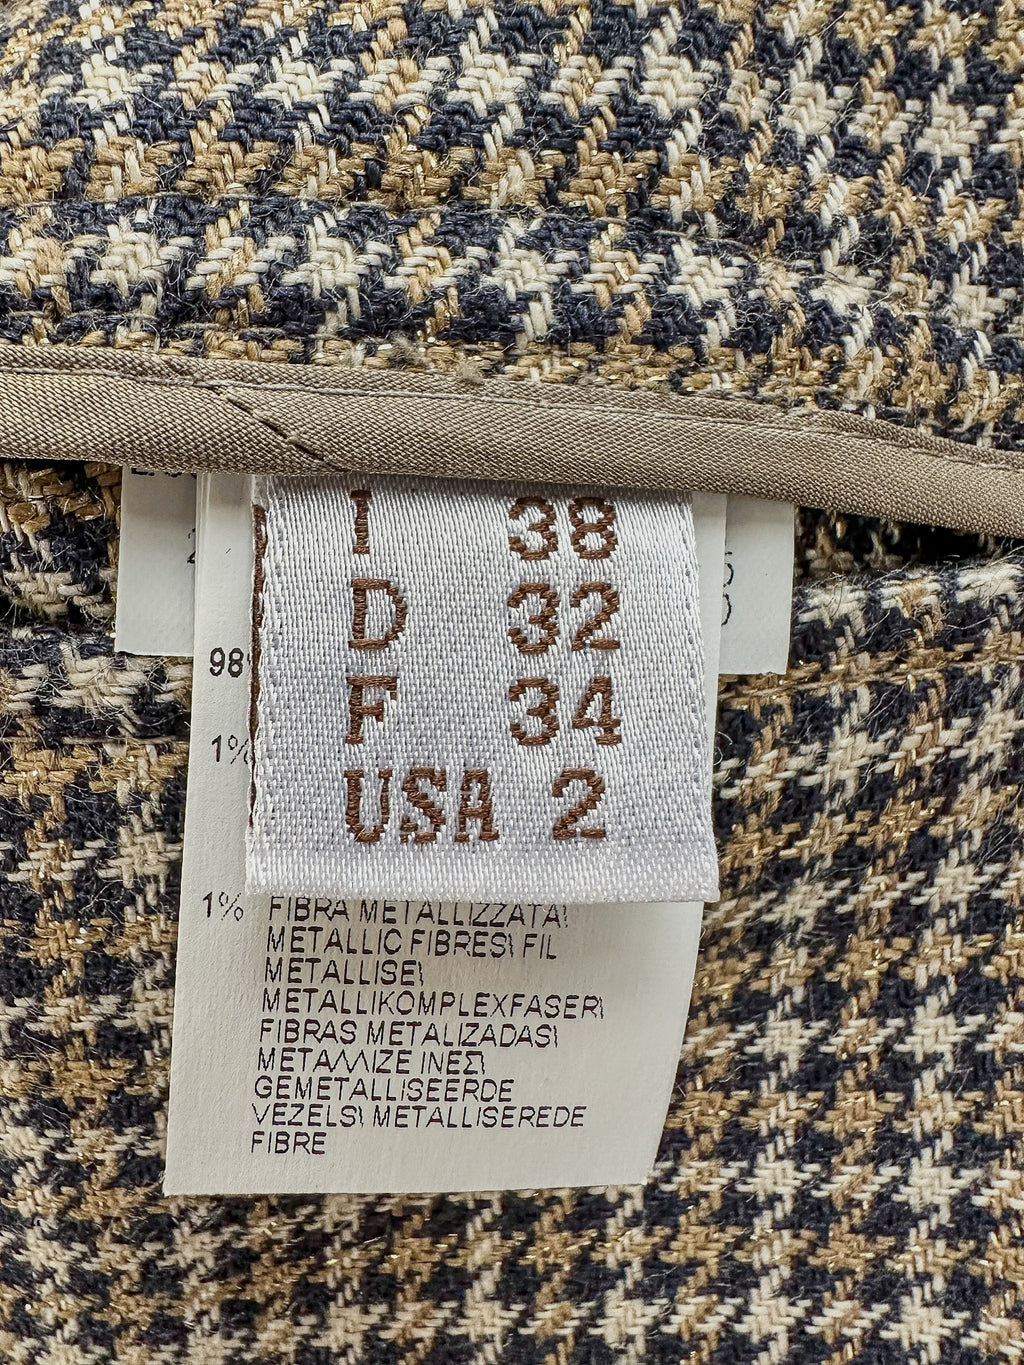 I 38
D 32
F 34
USA 2
98
1%
1% FIBRA METALLIZZATA\
METALLIC FIBRES\ FIL
METALLISE\
METALLIKOMPLEXFASER\
FIBRAS METALIZADAS\
ΜΕΤΑΛΛΙΖΕ ΙΝΕΣ\
GEMETALLISEERDE
VEZELS\ METALLISEREDE
FIBRE